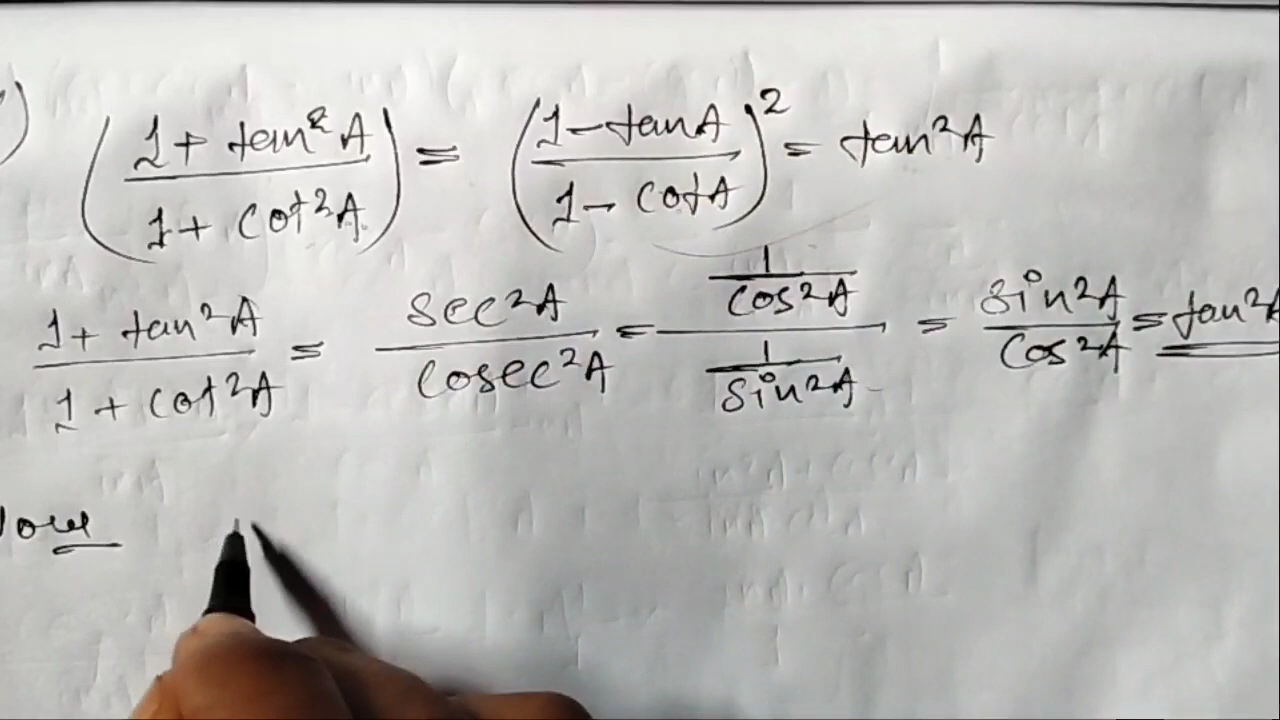 ) (1 + tan²A / 1 + cot²A) = (1 - tanA / 1 - cotA)² = tan²A
1 + tan²A / 1 + cot²A = sec²A / cosec²A = 1/cos²A / 1/sin²A = sin²A / cos²A = tan²A